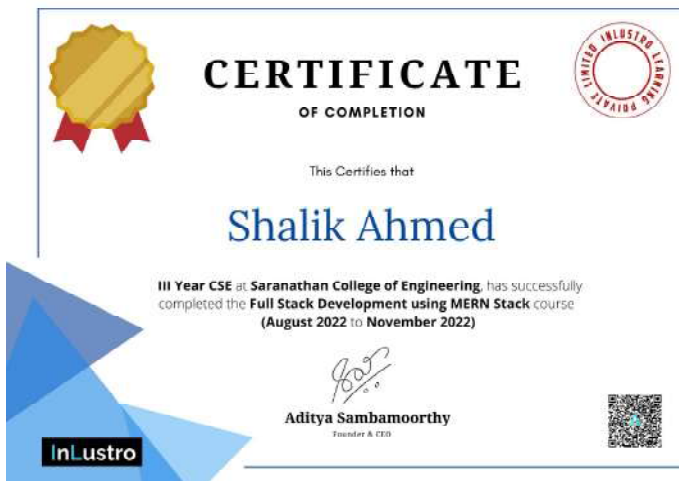 CERTIFICATE
INLUSTRO LEARNING PRIVATE LIMITED
OF COMPLETION
This Certifies that
Shalik Ahmed
III Year CSE at Saranathan College of Engineering, has successfully
completed the Full Stack Development using MERN Stack course
(August 2022 to November 2022)
Aditya Sambamoorthy
Founder & CEO
InLustro